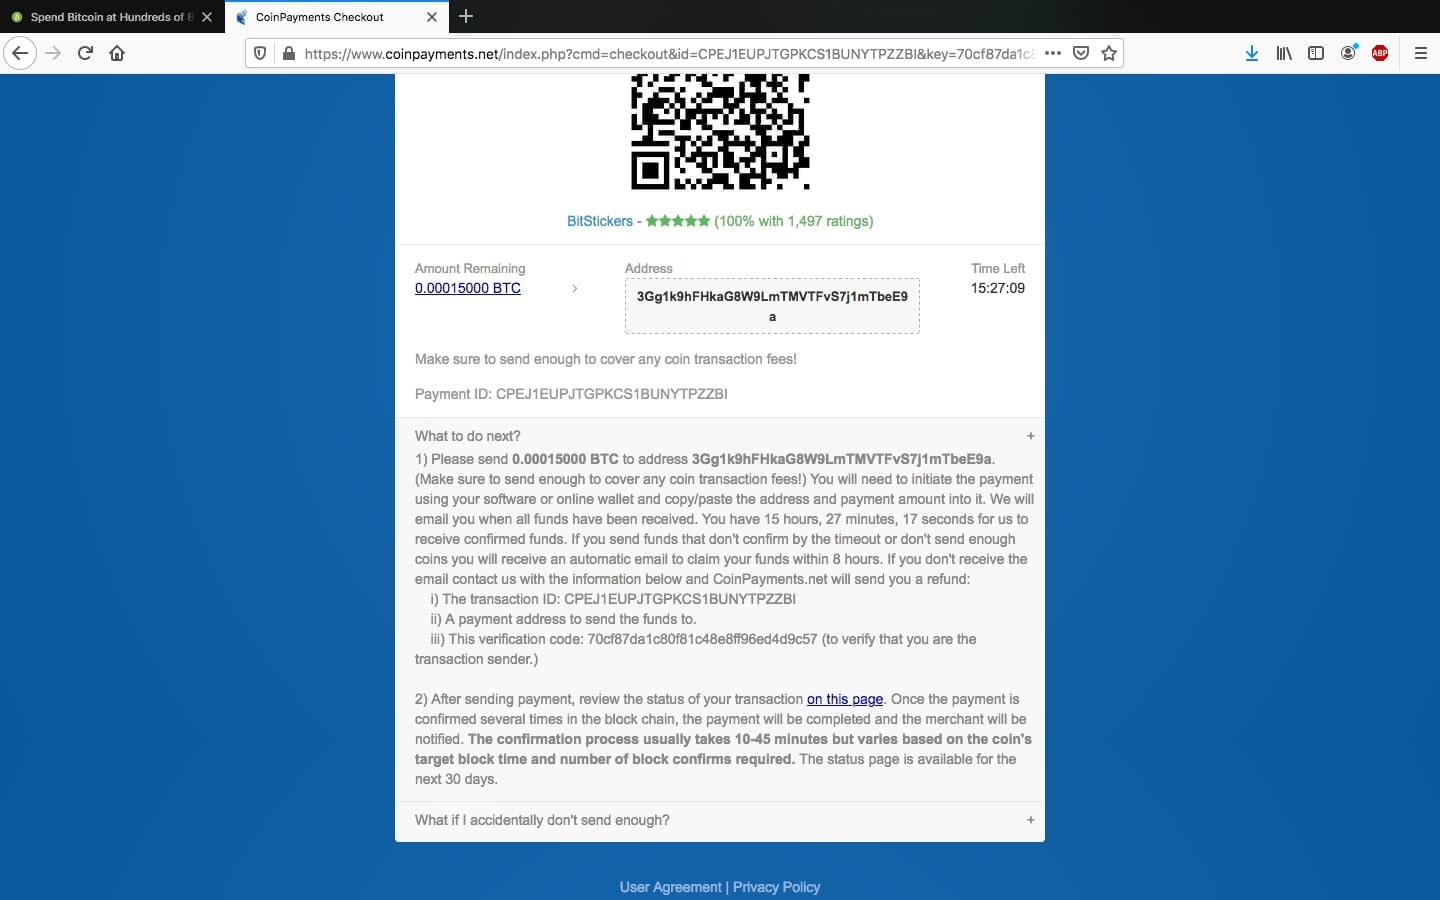 Spend Bitcoin at Hundreds of B
CoinPayments Checkout
https://www.coinpayments.net/index.php?cmd=checkout&id=CPEJ1EUPJTGPKCS1BUNYTPZZBI&key=70cf87da1c8
ABP
BitStickers - ★★★★★ (100% with 1,497 ratings)
Amount Remaining
0.00015000 BTC
Address
3Gg1k9hFHkaG8W9LmTMVTFvS7j1mTbeE9
a
Time Left
15:27:09
Make sure to send enough to cover any coin transaction fees!
Payment ID: CPEJ1EUPJTGPKCS1BUNYTPZZBI
What to do next? +
1) Please send 0.00015000 BTC to address 3Gg1k9hFHkaG8W9LmTMVTFvS7j1mTbeE9a.
(Make sure to send enough to cover any coin transaction fees!) You will need to initiate the payment
using your software or online wallet and copy/paste the address and payment amount into it. We will
email you when all funds have been received. You have 15 hours, 27 minutes, 17 seconds for us to
receive confirmed funds. If you send funds that don't confirm by the timeout or don't send enough
coins you will receive an automatic email to claim your funds within 8 hours. If you don't receive the
email contact us with the information below and CoinPayments.net will send you a refund:
i) The transaction ID: CPEJ1EUPJTGPKCS1BUNYTPZZBI
ii) A payment address to send the funds to.
iii) This verification code: 70cf87da1c80f81c48e8ff96ed4d9c57 (to verify that you are the
transaction sender.)
2) After sending payment, review the status of your transaction on this page. Once the payment is
confirmed several times in the block chain, the payment will be completed and the merchant will be
notified. The confirmation process usually takes 10-45 minutes but varies based on the coin's
target block time and number of block confirms required. The status page is available for the
next 30 days.
What if I accidentally don't send enough? +
User Agreement | Privacy Policy